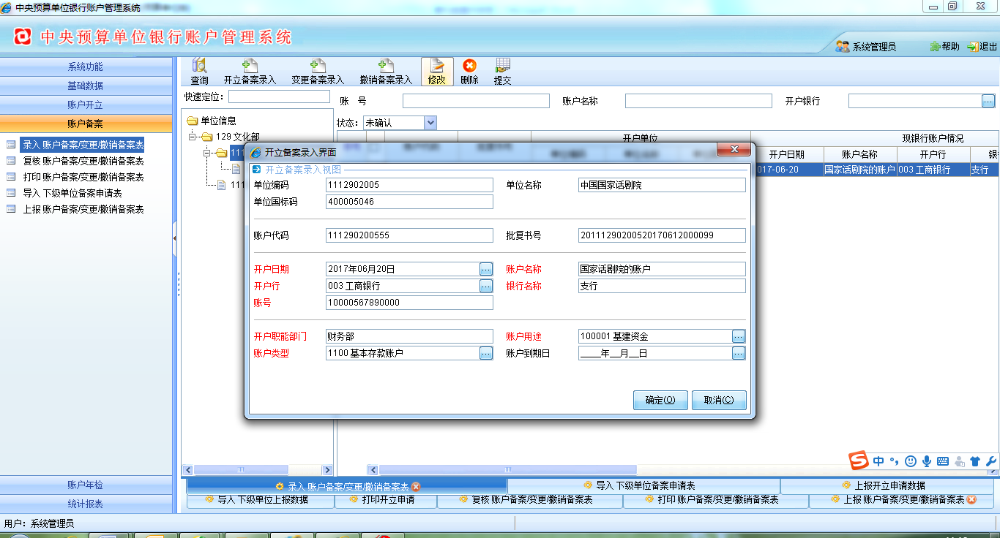 中央预算单位银行账户管理系统
中央预算单位银行账户管理系统
系统管理员 帮助 退出
系统功能
基础数据
账户开立
账户备案
录入 账户备案/变更/撤销备案表
复核 账户备案/变更/撤销备案表
打印 账户备案/变更/撤销备案表
导入 下级单位备案申请表
上报 账户备案/变更/撤销备案表
账户年检
统计报表
查询 开立备案录入 变更备案录入 撤销备案录入 修改 删除 提交
快速定位: 账 号 账户名称 开户银行
状态: 未确认
单位信息
129 文化部
111
111
开户单位 现银行账户情况
开户日期 账户名称 开户行 银
017-06-20 国家话剧院的账户 003 工商银行 支行
开立备案录入界面
开立备案录入视图
单位编码 1112902005 单位名称 中国国家话剧院
单位国标码 400005046
账户代码 111290200555 批复书号 20111290200520170612000099
开户日期 2017年06月20日 账户名称 国家话剧院的账户
开户行 003 工商银行 银行名称 支行
账号 10000567890000
开户职能部门 财务部 账户用途 100001 基建资金
账户类型 1100 基本存款账户 账户到期日 ____年__月__日
确定(O) 取消(C)
中
录入 账户备案/变更/撤销备案表 导入 下级单位备案申请表 上报开立申请数据
导入 下级单位上报数据 打印开立申请 复核 账户备案/变更/撤销备案表 打印 账户备案/变更/撤销备案表 上报 账户备案/变更/撤销备案表
用户: 系统管理员